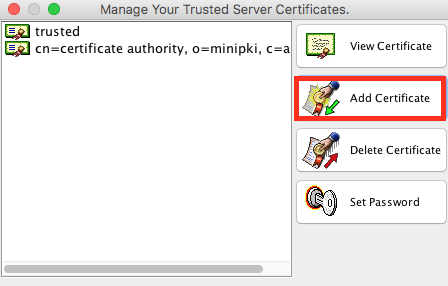 Manage Your Trusted Server Certificates.
trusted
cn=certificate authority, o=minipki, c=a
View Certificate
Add Certificate
Delete Certificate
Set Password